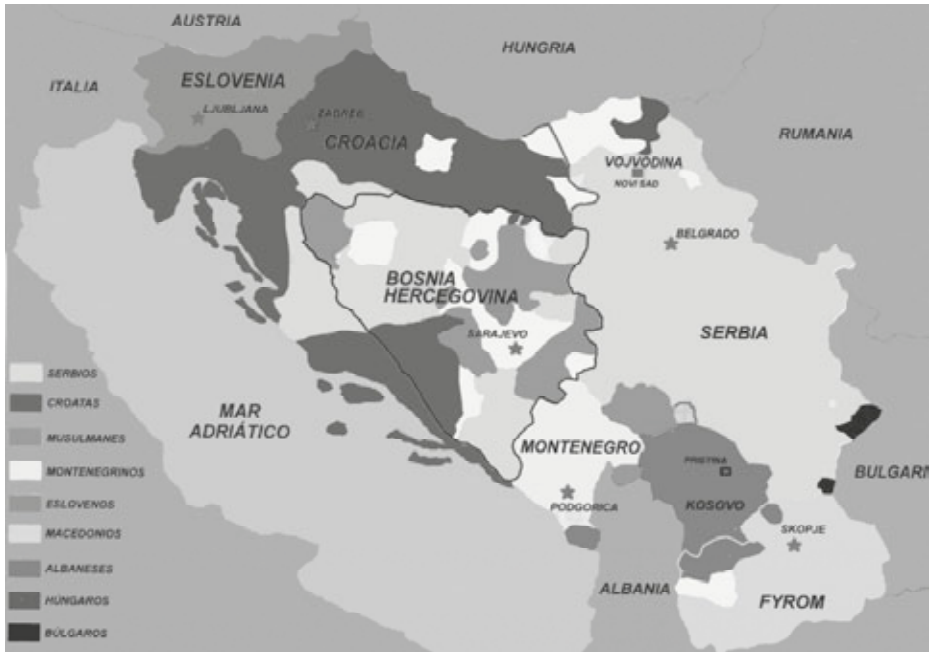 AUSTRIA
HUNGRIA
ITALIA
ESLOVENIA
LJUBLJANA
ZAGREG
CROACIA
RUMANIA
VOJVODINA
NOVI SAD
BELGRADO
BOSNIA
HERCEGOVINA
SARAJEVO
SERBIA
SERBIOS
CROATAS
MUSULMANES
MONTENEGRINOS
ESLOVENOS
MACEDONIOS
ALBANESES
HÚNGAROS
BÚLGAROS
MAR
ADRIÁTICO
MONTENEGRO
PODGORICA
PRISTINA
KOSOVO
BULGARI
SKOPJE
ALBANIA
FYROM